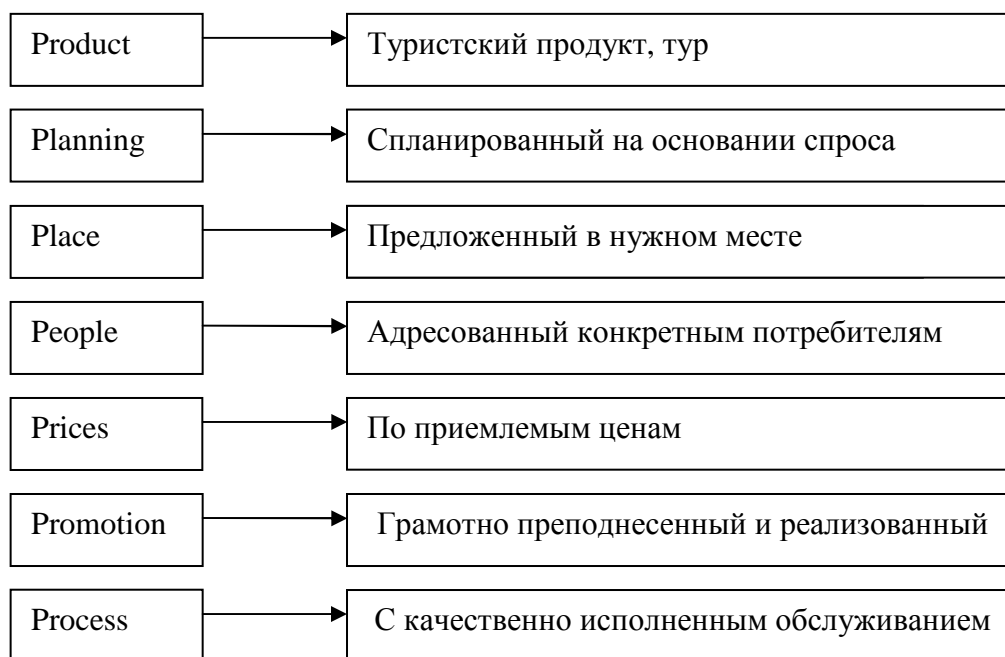 Product Туристский продукт, тур
Planning Спланированный на основании спроса
Place Предложенный в нужном месте
People Адресованный конкретным потребителям
Prices По приемлемым ценам
Promotion Грамотно преподнесенный и реализованный
Process С качественно исполненным обслуживанием